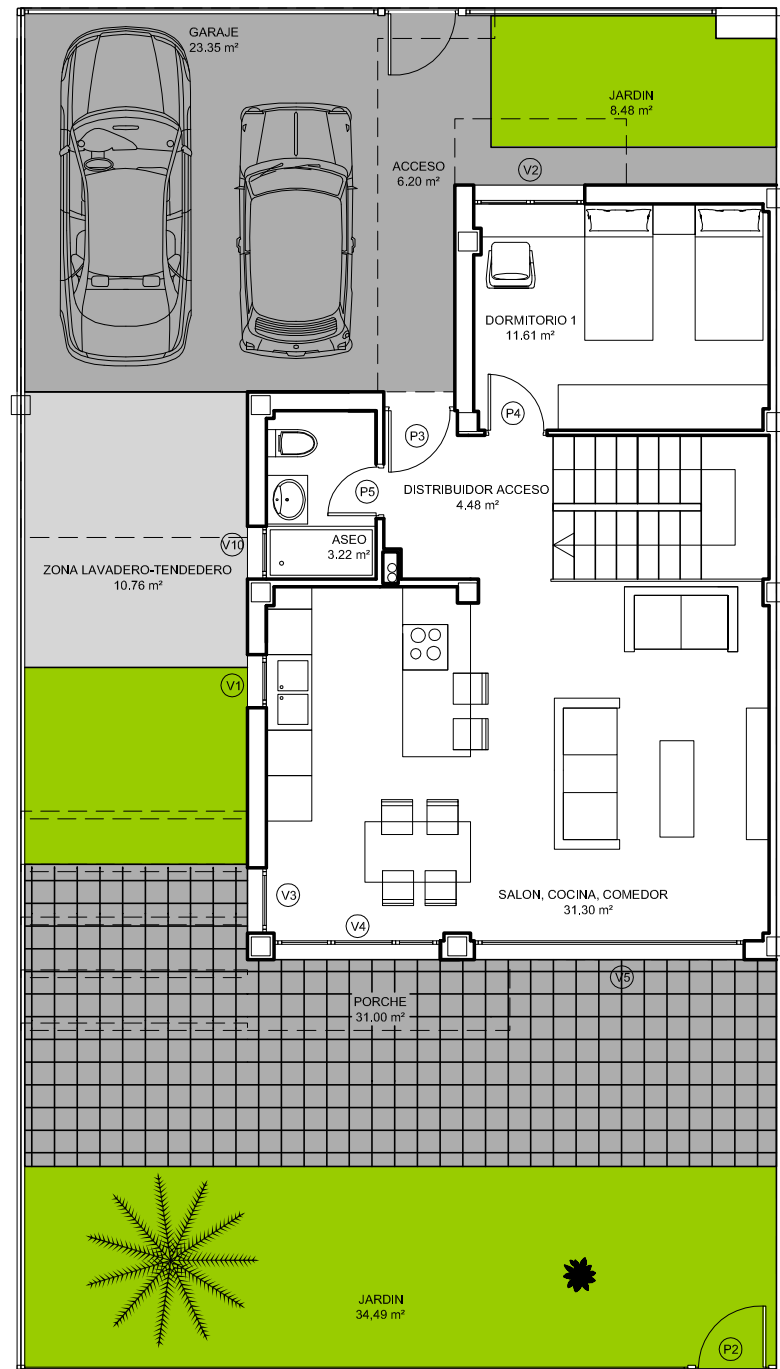 GARAJE
23.35 m²
JARDIN
8.48 m²
ACCESO
6.20 m²
V2
DORMITORIO 1
11.61 m²
P4
P3
P5
DISTRIBUIDOR ACCESO
4.48 m²
ASEO
3.22 m²
V10
ZONA LAVADERO-TENDEDERO
10.76 m²
V1
SALON, COCINA, COMEDOR
31,30 m²
V3
V4
V5
PORCHE
31,00 m²
JARDIN
34,49 m²
P2